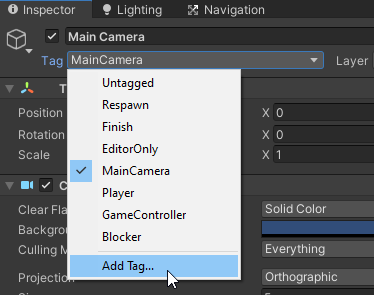 Inspector Lighting Navigation
Main Camera
Tag MainCamera Layer
Untagged
Respawn
Position X 0
Finish
Rotation X 0
EditorOnly
Scale X 1
MainCamera
Player
Clear Fla Solid Color
GameController
Backgrou
Blocker
Culling M Everything
Add Tag...
Projection Orthographic